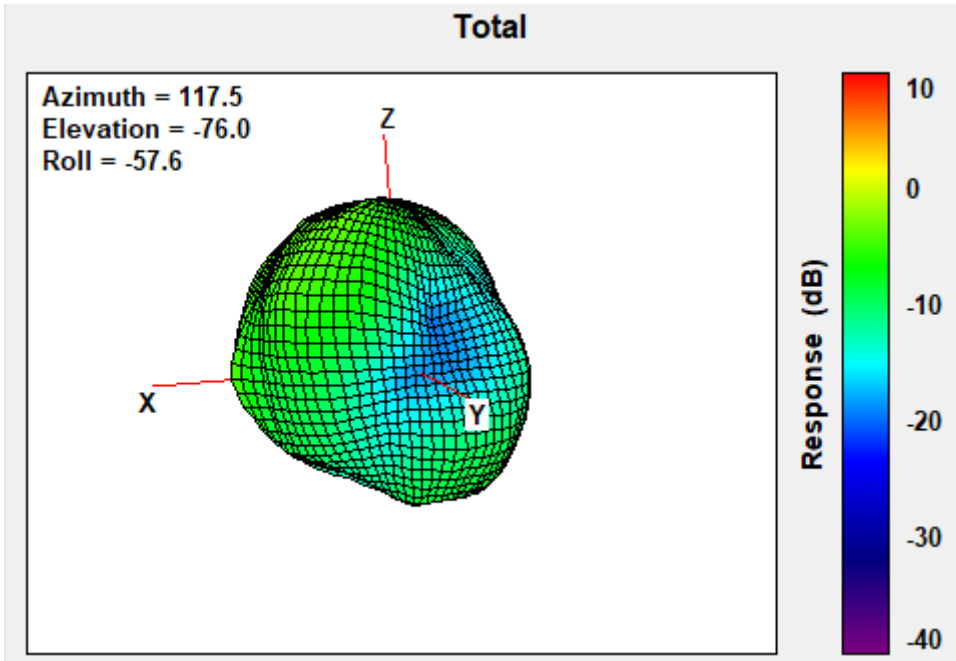 Total
Azimuth = 117.5
Elevation = -76.0
Roll = -57.6
Z
X
Y
10
0
-10
-20
-30
-40
Response (dB)